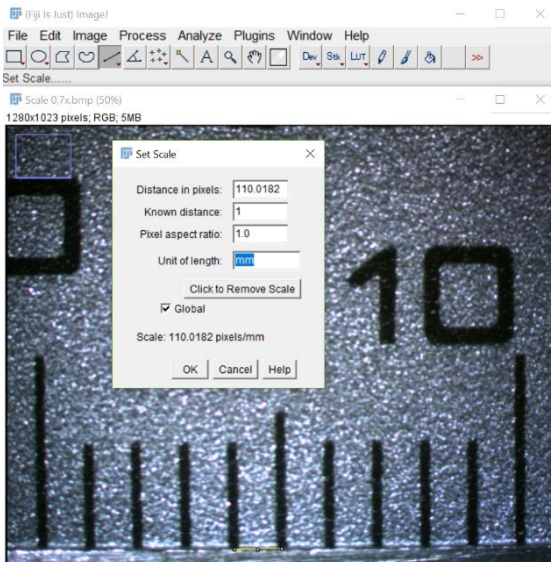 (Fiji Is Just) ImageJ
File Edit Image Process Analyze Plugins Window Help
A Dev Stk LUT >>
Set Scale......
Scale 0,7x.bmp (50%)
1280x1023 pixels; RGB; 5MB
Set Scale
Distance in pixels: 110.0182
Known distance: 1
Pixel aspect ratio: 1.0
Unit of length: mm
Click to Remove Scale
Global
Scale: 110.0182 pixels/mm
OK Cancel Help
0
10